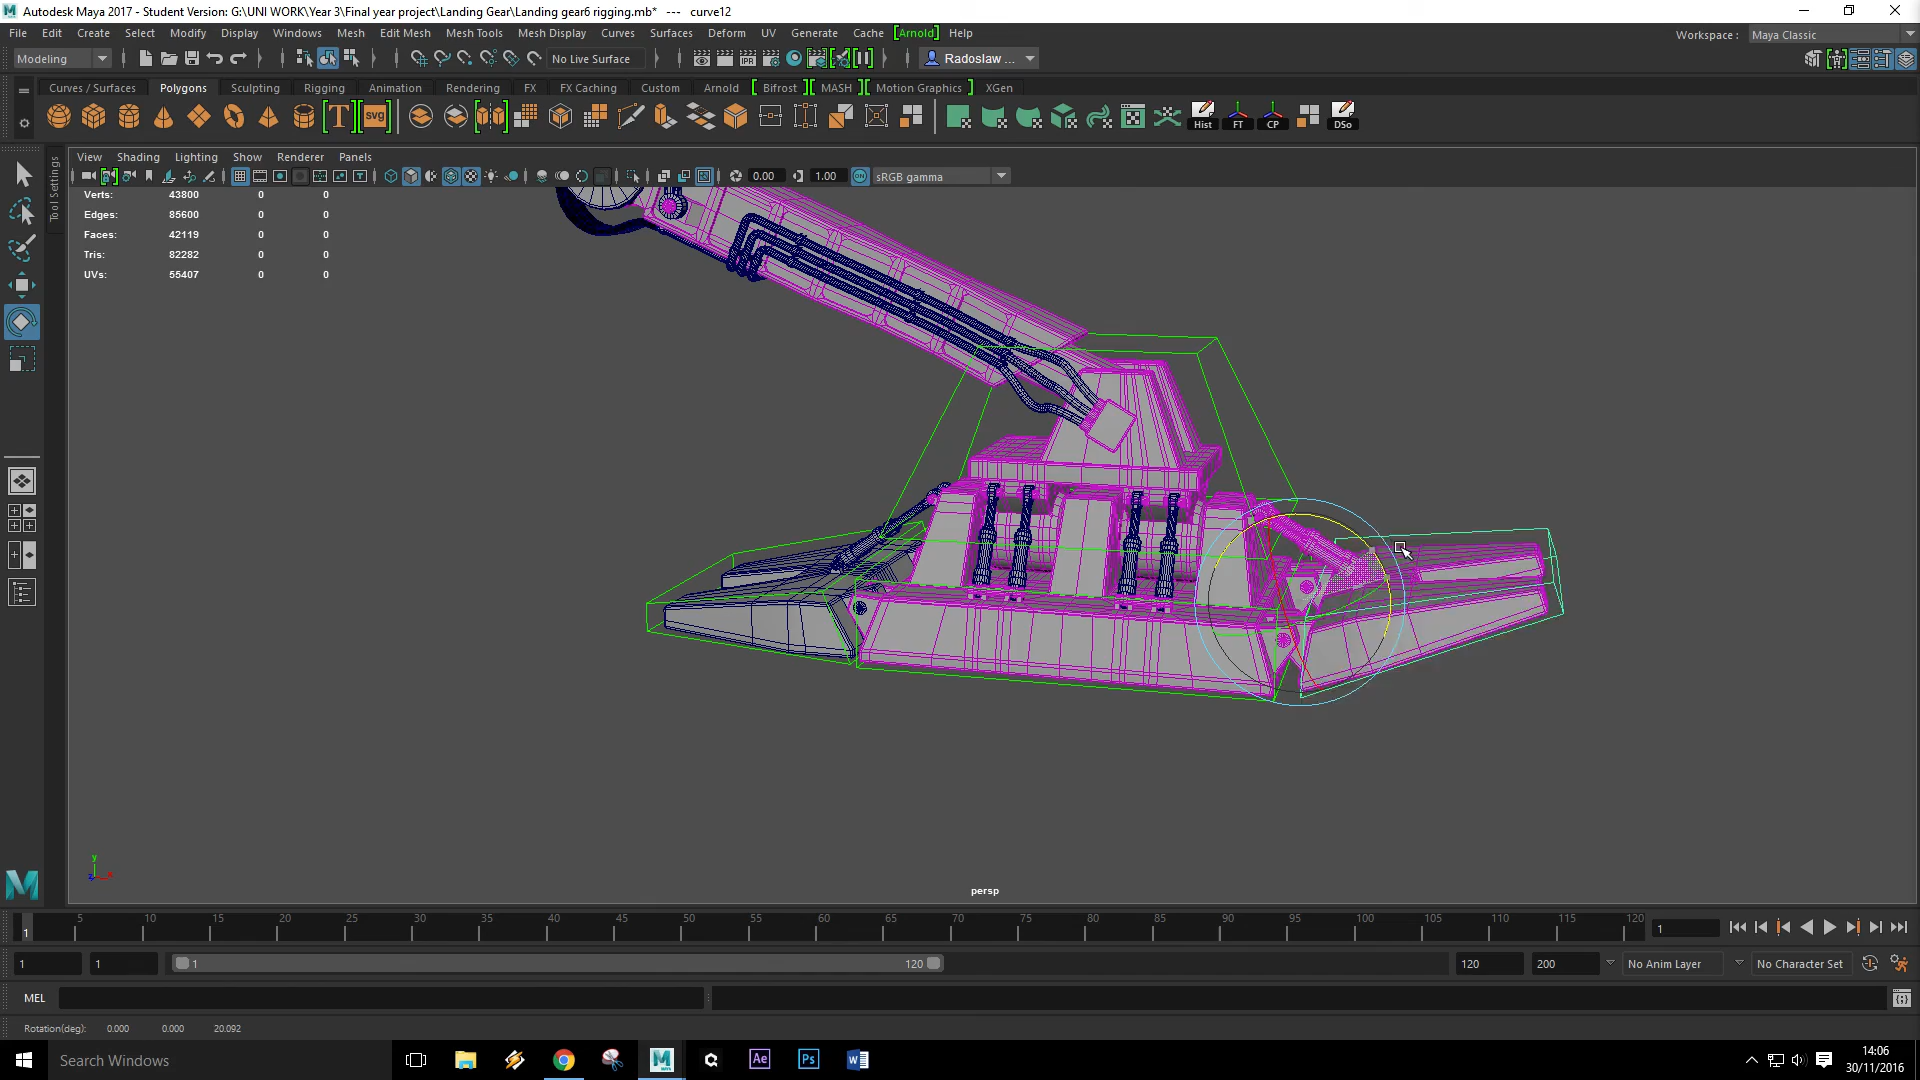 Autodesk Maya 2017 - Student Version: G:\UNI WORK\Year 3\Final year project\Landing Gear\Landing gear6 rigging.mb*   ---   curve12
File Edit Create Select Modify Display Windows Mesh Edit Mesh Mesh Tools Mesh Display Curves Surfaces Deform UV Generate Cache [Arnold] Help Workspace : Maya Classic
Modeling No Live Surface IPR Radoslaw ...
Curves / Surfaces Polygons Sculpting Rigging Animation Rendering FX FX Caching Custom Arnold [ Bifrost ] [ MASH ] [ Motion Graphics ] XGen
T svg Hist FT CP DSo
Tool Settings
View Shading Lighting Show Renderer Panels
0.00 1.00 ON sRGB gamma
Verts: 43800 0 0
Edges: 85600 0 0
Faces: 42119 0 0
Tris: 82282 0 0
UVs: 55407 0 0
y
z x
persp
5 10 15 20 25 30 35 40 45 50 55 60 65 70 75 80 85 90 95 100 105 110 115 120
1 1
1 1 1 120 120 200 No Anim Layer No Character Set
MEL
Rotation(deg): 0.000 0.000 20.092
Search Windows Ae Ps 14:06
30/11/2016